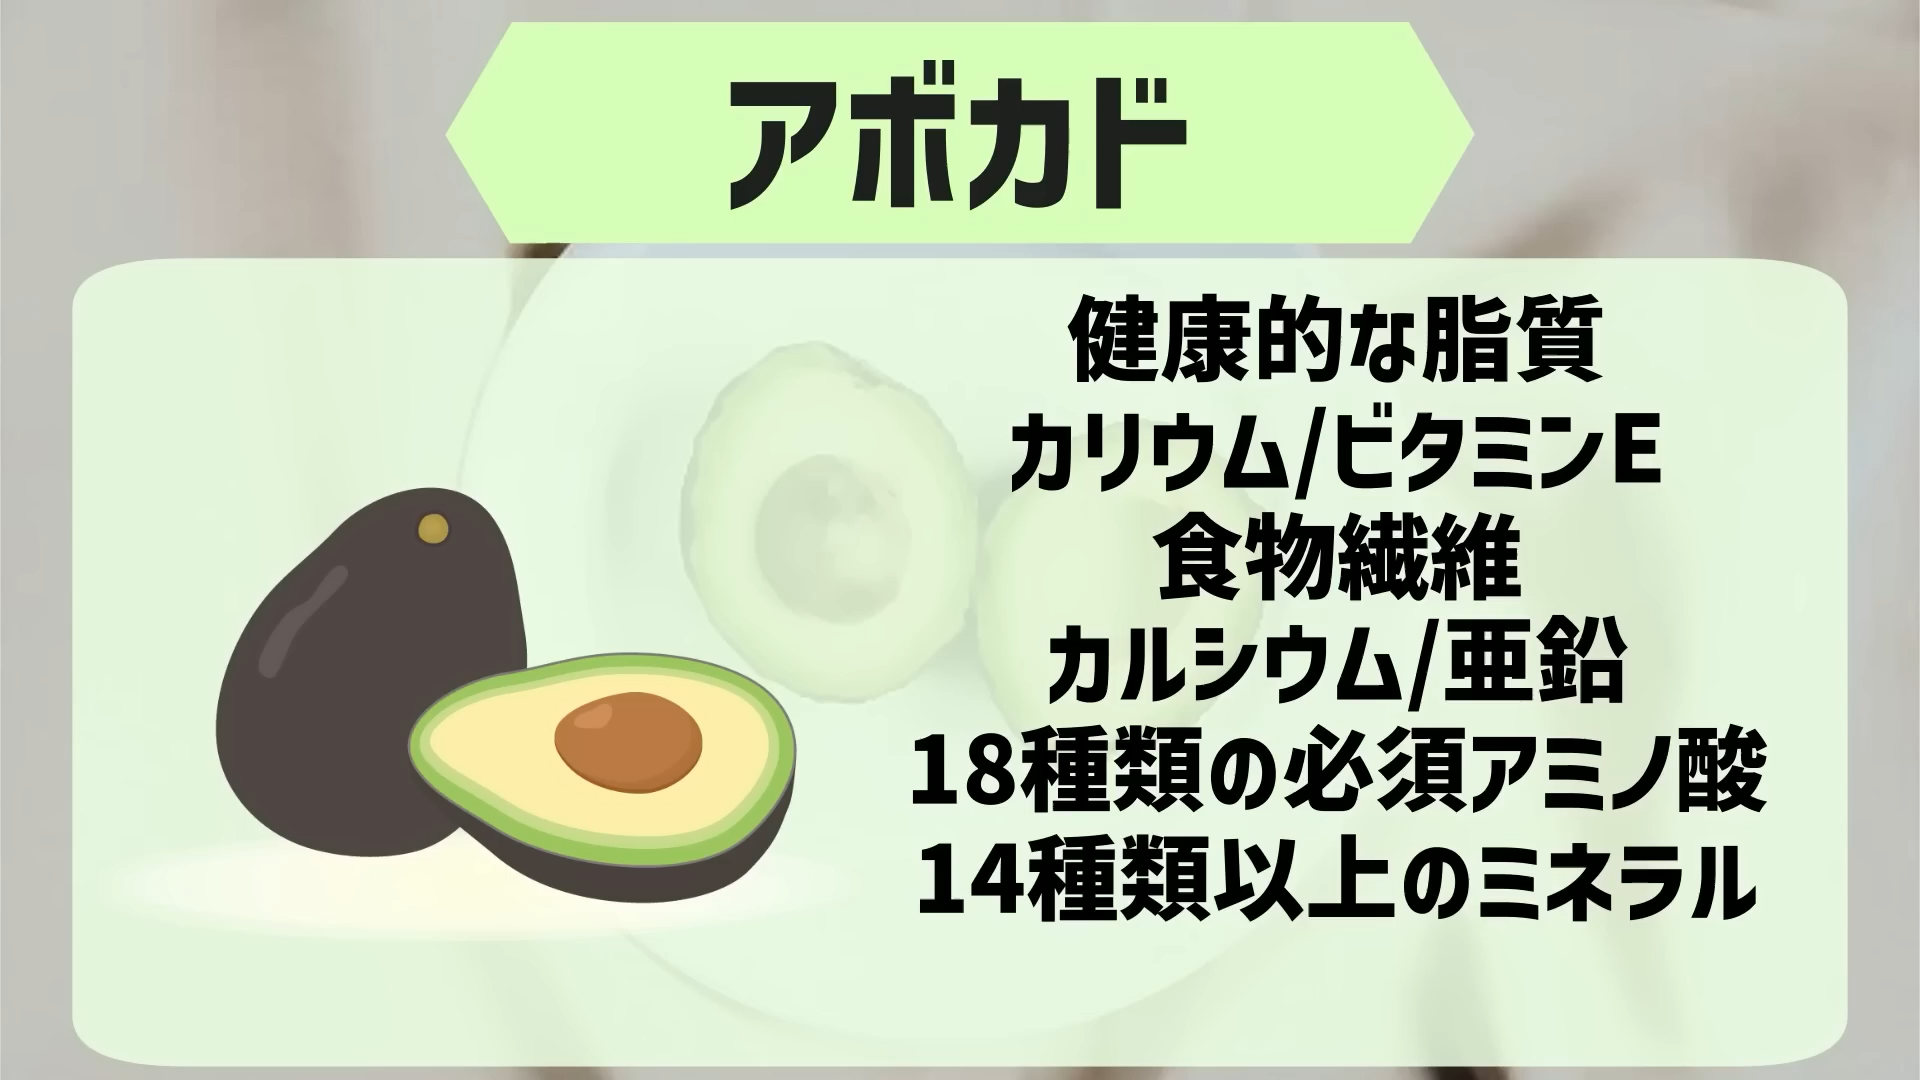 アボカド
健康的な脂質
カリウム/ビタミンE
食物繊維
カルシウム/亜鉛
18種類の必須アミノ酸
14種類以上のミネラル